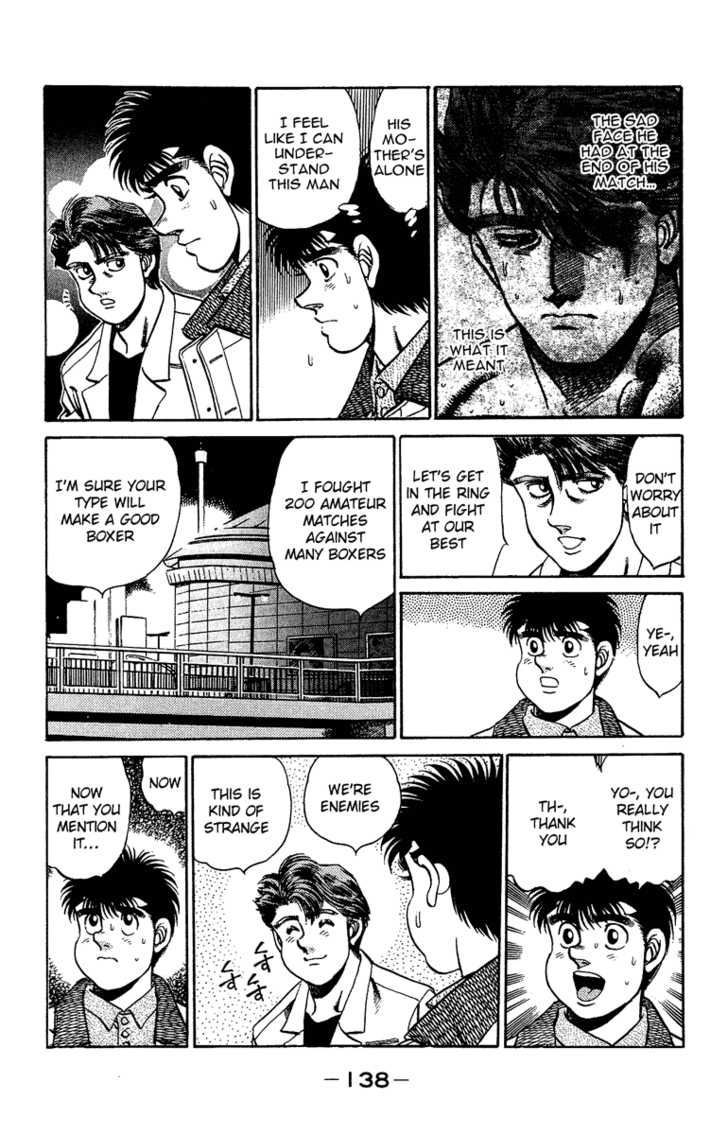 THE SAD
FACE HE
HAD AT THE
END OF HIS
MATCH...
THIS IS
WHAT IT
MEANT
HIS
MO-
THER'S
ALONE
I FEEL
LIKE I CAN
UNDER-
STAND
THIS MAN
DON'T
WORRY
ABOUT
IT
LET'S GET
IN THE RING
AND FIGHT
AT OUR
BEST
YE-,
YEAH
I FOUGHT
200 AMATEUR
MATCHES
AGAINST
MANY BOXERS
I'M SURE YOUR
TYPE WILL
MAKE A GOOD
BOXER
YO-, YOU
REALLY
THINK
SO!?
TH-,
THANK
YOU
WE'RE
ENEMIES
THIS IS
KIND OF
STRANGE
くす
くす
NOW
NOW
THAT YOU
MENTION
IT...
-138-